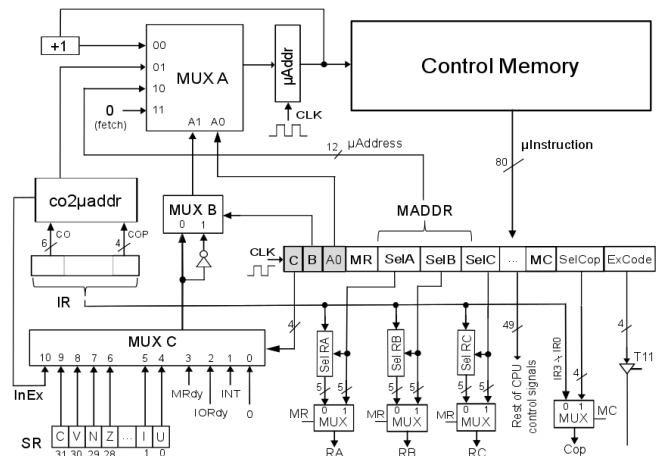 +1
00
01
10
11
MUX A
A1 A0
0
(fetch)
µAddr
CLK
Control Memory
12
µAddress
80
µInstruction
co2µaddr
6
CO
4
COP
IR
MUX B
0 1
MADDR
CLK
C B A0 MR SelA SelB SelC ... MC SelCop ExCode
MUX C
10 9 8 7 6 5 4 3 2 1 0
4
InEx
MRdy
IORdy
INT
0
SR
C V N Z ... I U
31 30 29 28 1 0
Sel RA
Sel RB
Sel RC
5 5
5 5
5 5
MR
0 1
MUX
RA
MR
0 1
MUX
RB
MR
0 1
MUX
RC
49
Rest of CPU
control signals
IR3 - IR0
4
0 1
MUX
MC
Cop
4
T11